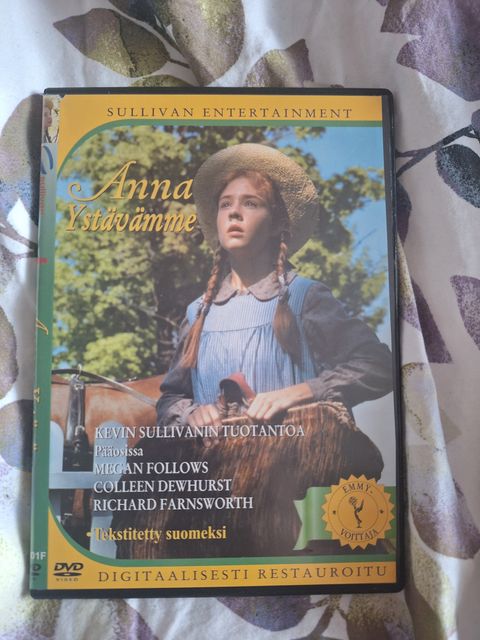 SULLIVAN ENTERTAINMENT
Anna
Ystävämme
KEVIN SULLIVANIN TUOTANTOA
Pääosissa
MEGAN FOLLOWS
COLLEEN DEWHURST
RICHARD FARNSWORTH
•Tekstitetty suomeksi
EMMY-
VOITTAJA
01F
DVD
VIDEO
DIGITAALISESTI RESTAUROITU